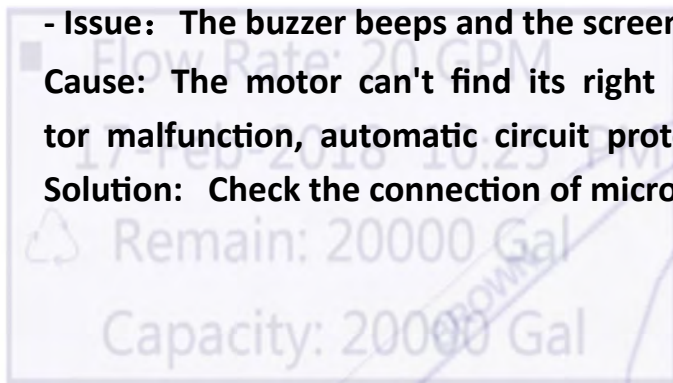 - Issue： The buzzer beeps and the screen
Flow Rate: 20 GPM
Cause: The motor can't find its right
tor malfunction, automatic circuit prot
17-Feb-2018 10:25 PM
Solution: Check the connection of micro
Remain: 20000 Gal
BROWN
Capacity: 20000 Gal